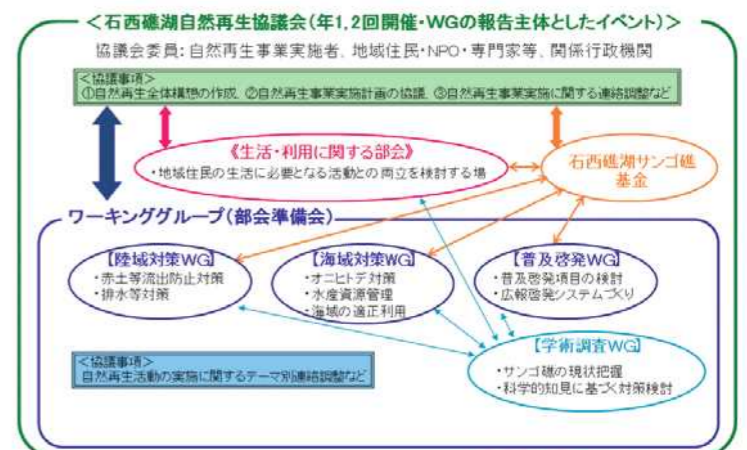 ＜石西礁湖自然再生協議会(年1,2回開催・WGの報告主体としたイベント)＞
協議会委員：自然再生事業実施者、地域住民・NPO・専門家等、関係行政機関
＜協議事項＞
①自然再生全体構想の作成、②自然再生事業実施計画の協議、③自然再生事業実施に関する連絡調整など
《生活・利用に関する部会》
・地域住民の生活に必要となる活動との両立を検討する場
石西礁湖サンゴ礁
基金
ワーキンググループ(部会準備会)
【陸域対策WG】
・赤土等流出防止対策
・排水等対策
【海域対策WG】
・オニヒトデ対策
・水産資源管理
・海域の適正利用
【普及啓発WG】
・普及啓発項目の検討
・広報啓発システムづくり
【学術調査WG】
・サンゴ礁の現状把握
・科学的知見に基づく対策検討
＜協議事項＞
自然再生活動の実施に関するテーマ別連絡調整など